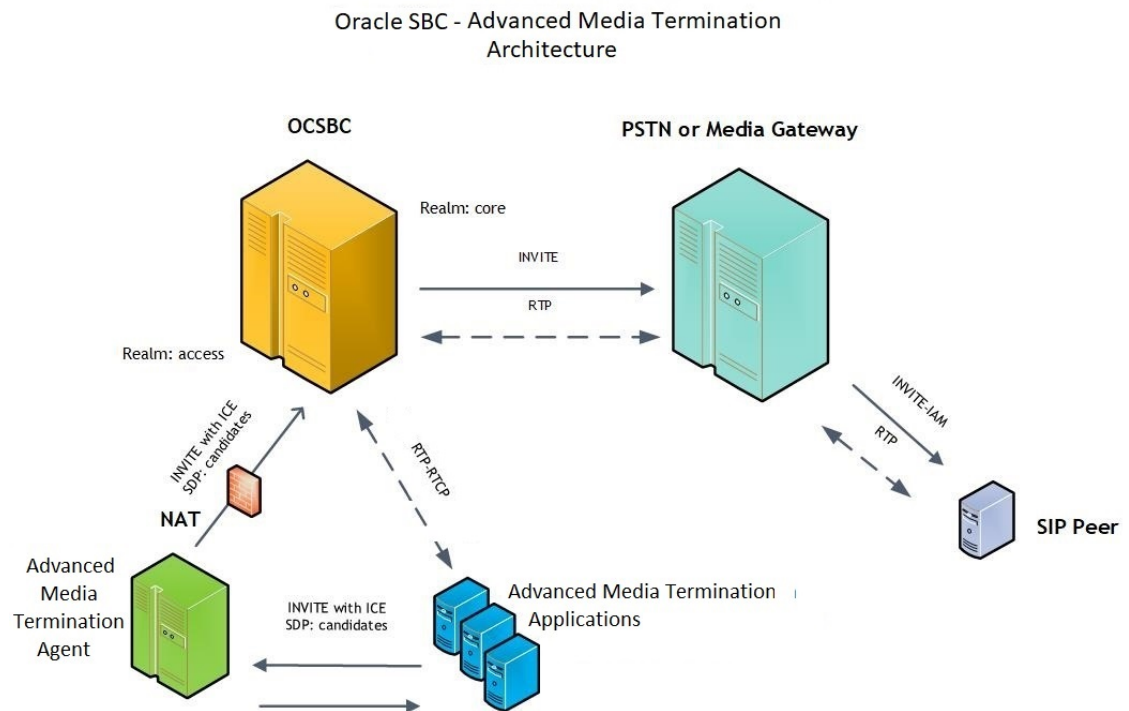 Oracle SBC - Advanced Media Termination
Architecture
OCSBC
PSTN or Media Gateway
Realm: core
INVITE
RTP
Realm: access
INVITE with ICE
SDP: candidates
RTP-RTCP
INVITE-IAM
RTP
NAT
SIP Peer
Advanced
Media
Termination
Agent
INVITE with ICE
SDP: candidates
Advanced Media Termination
Applications